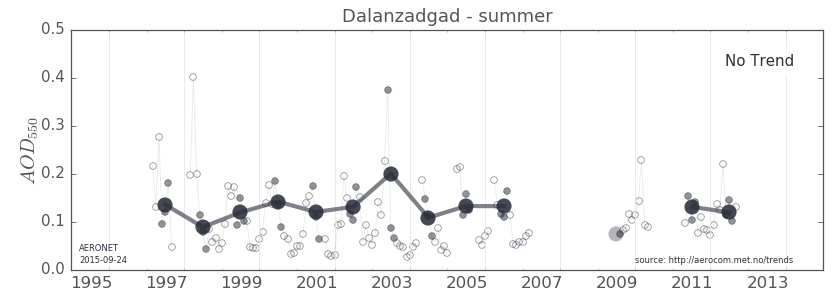 Dalanzadgad - summer
0.5
No Trend
0.4
0.3
AOD550
0.2
0.1
AERONET
2015-09-24
source: http://aerocom.met.no/trends
0.0
1995 1997 1999 2001 2003 2005 2007 2009 2011 2013